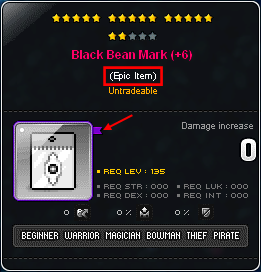 Black Bean Mark (+6)
(Epic Item)
Untradeable
Damage increase
0
REQ LEV : 135
REQ STR : 000 REQ LUK : 000
REQ DEX : 000 REQ INT : 000
0 0 % 0 %
BEGINNER WARRIOR MAGICIAN BOWMAN THIEF PIRATE